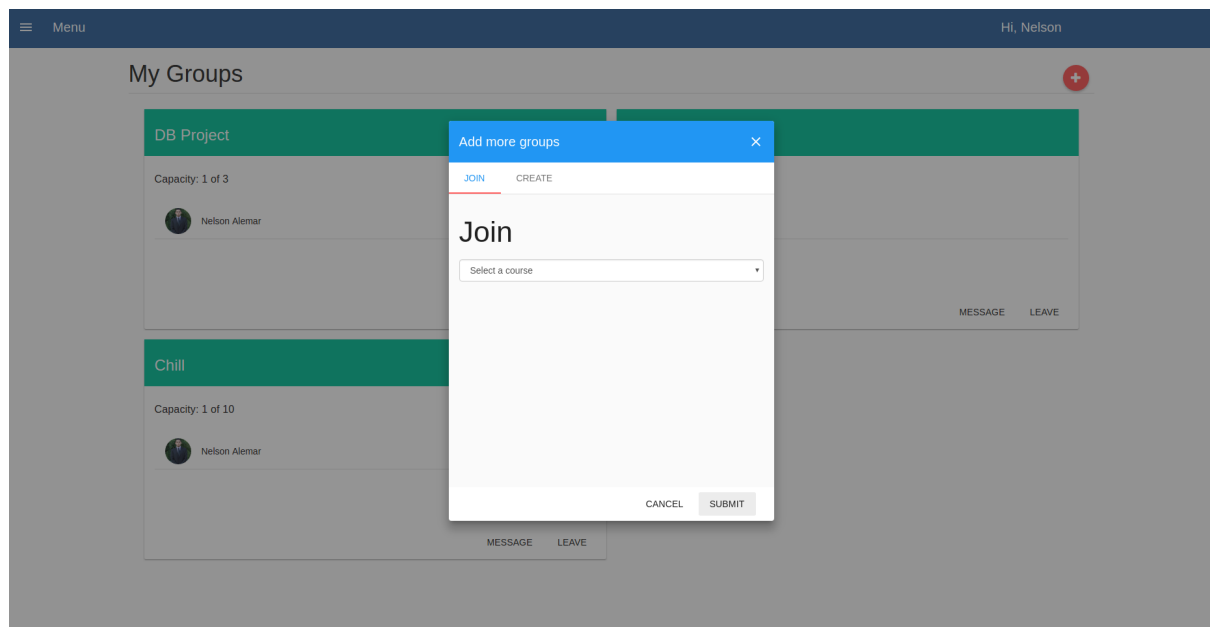 Menu
Hi, Nelson
My Groups
DB Project
Capacity: 1 of 3
Nelson Alemar
MESSAGE LEAVE
Chill
Capacity: 1 of 10
Nelson Alemar
MESSAGE LEAVE
Add more groups
JOIN CREATE
Join
Select a course
CANCEL SUBMIT